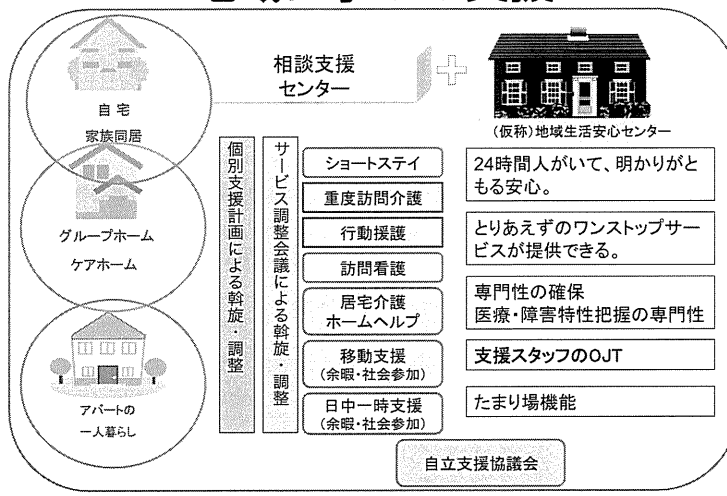 自 宅
家族同居
グループホーム
ケアホーム
アパートの
一人暮らし
相談支援
センター
個別支援計画による斡旋・調整
サービス調整会議による斡旋・調整
ショートステイ
重度訪問介護
行動援護
訪問看護
居宅介護
ホームヘルプ
移動支援
(余暇・社会参加)
日中一時支援
(余暇・社会参加)
(仮称)地域生活安心センター
24時間人がいて、明かりがと
もる安心。
とりあえずのワンストップサー
ビスが提供できる。
専門性の確保
医療・障害特性把握の専門性
支援スタッフのOJT
たまり場機能
自立支援協議会